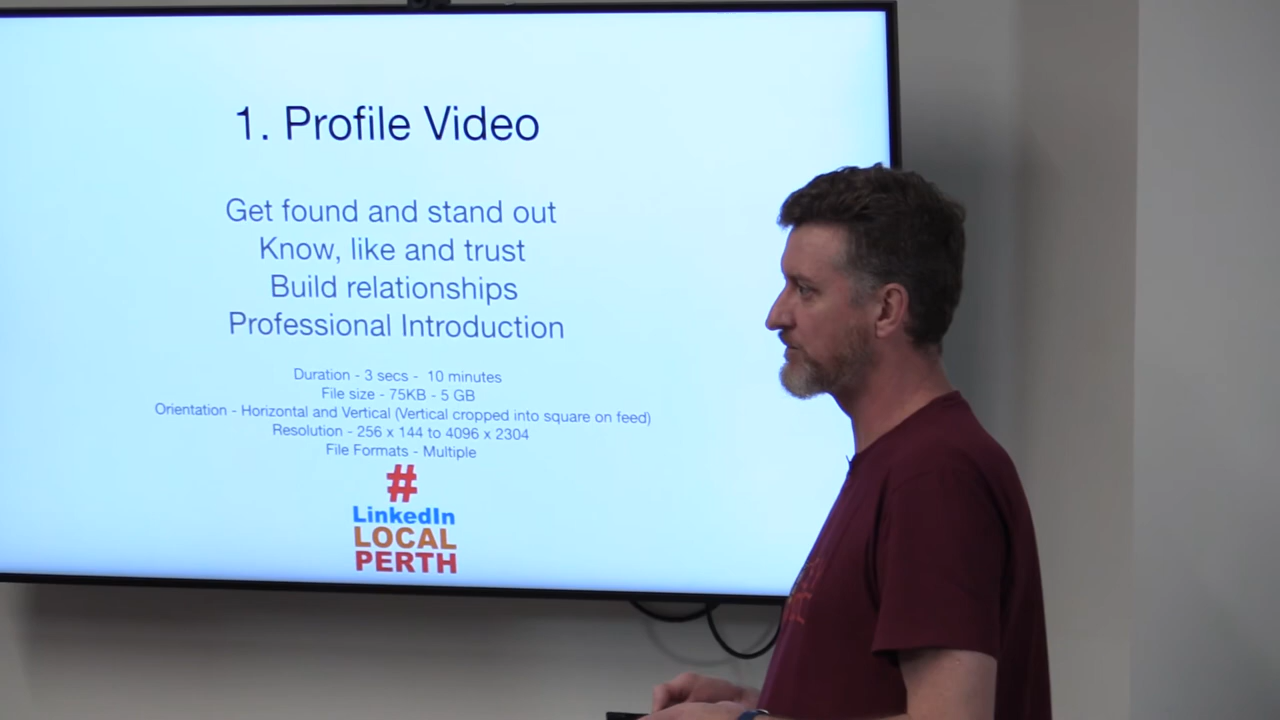 1. Profile Video
Get found and stand out
Know, like and trust
Build relationships
Professional Introduction
Duration - 3 secs - 10 minutes
File size - 75KB - 5 GB
Orientation - Horizontal and Vertical (Vertical cropped into square on feed)
Resolution - 256 x 144 to 4096 x 2304
File Formats - Multiple
#
LinkedIn
LOCAL
PERTH